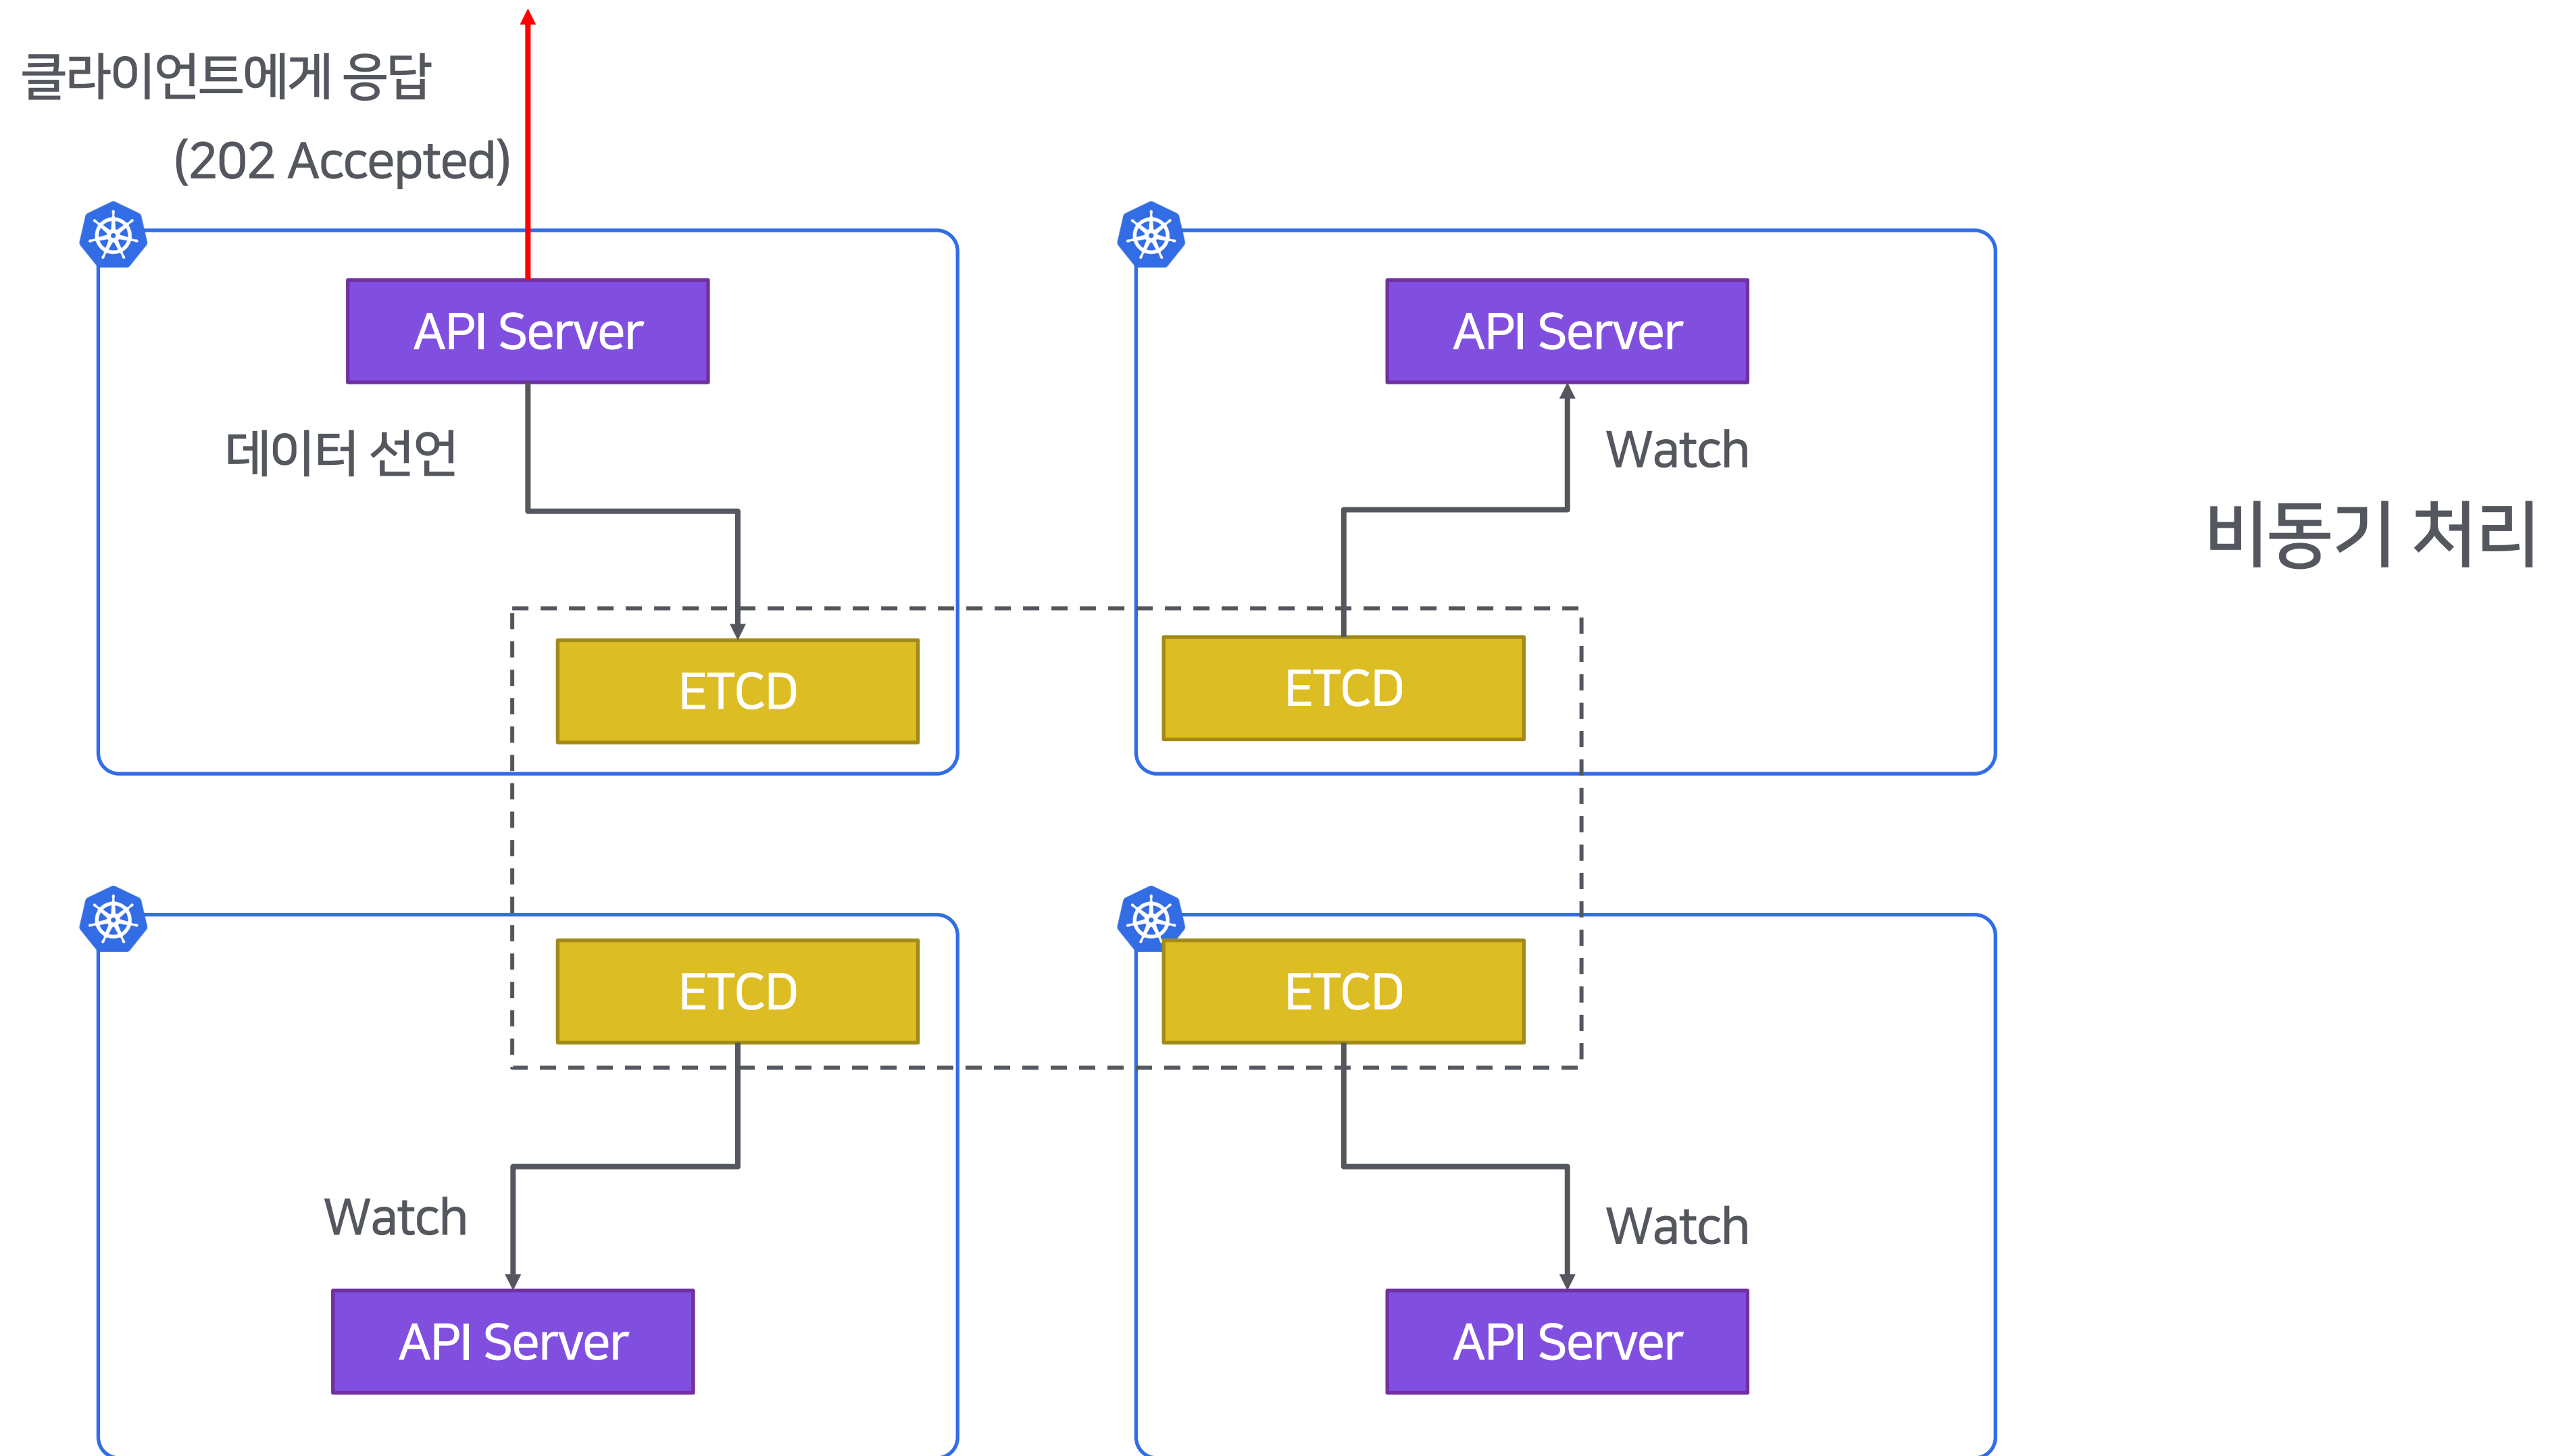 클라이언트에게 응답
(202 Accepted)
API Server
API Server
데이터 선언
Watch
비동기 처리
ETCD
ETCD
ETCD
ETCD
Watch
Watch
API Server
API Server